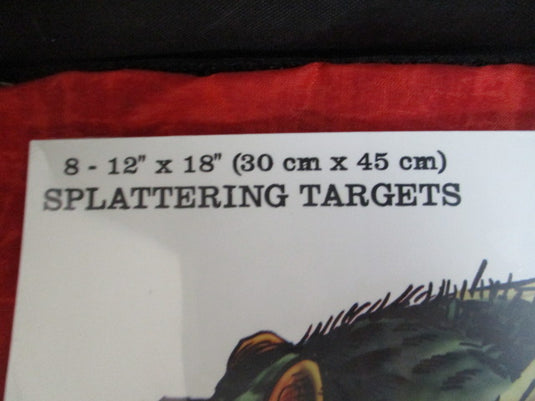 8 - 12" x 18" (30 cm x 45 cm)
SPLATTERING TARGETS